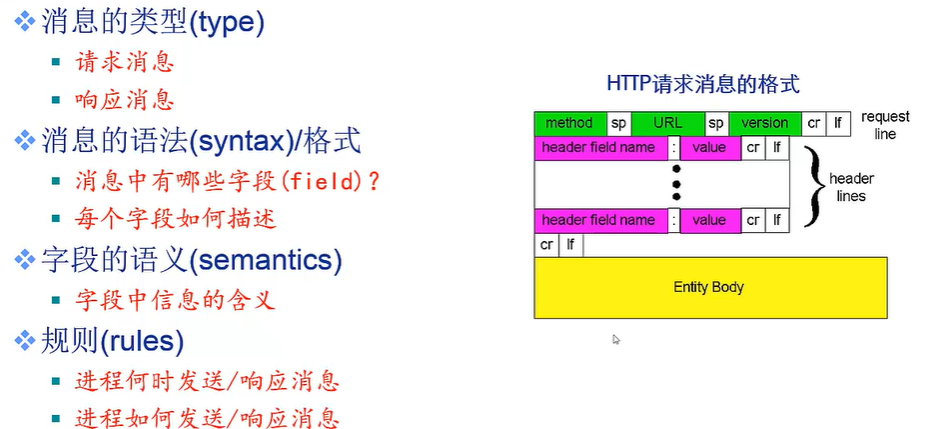 消息的类型(type)
请求消息
响应消息
消息的语法(syntax)/格式
消息中有哪些字段(field)?
每个字段如何描述
字段的语义(semantics)
字段中信息的含义
规则(rules)
进程何时发送/响应消息
进程如何发送/响应消息
HTTP请求消息的格式
method sp URL sp version cr lf
request line
header field name : value cr lf
header lines
header field name : value cr lf
cr lf
Entity Body